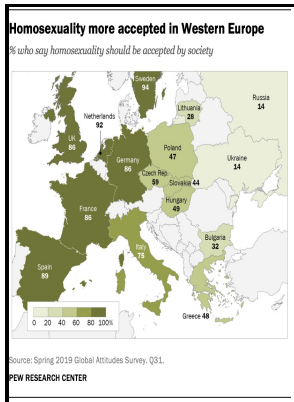 Homosexuality more accepted in Western Europe
% who say homosexuality should be accepted by society
Sweden
94
Russia
14
Lithuania
28
Netherlands
92
UK
86
Poland
47
Germany
86
Ukraine
14
Czech Rep.
59
Slovakia 44
Hungary
49
France
86
Bulgaria
32
Italy
75
Spain
89
Greece 48
0 20 40 60 80 100%
Source: Spring 2019 Global Attitudes Survey. Q31.
PEW RESEARCH CENTER